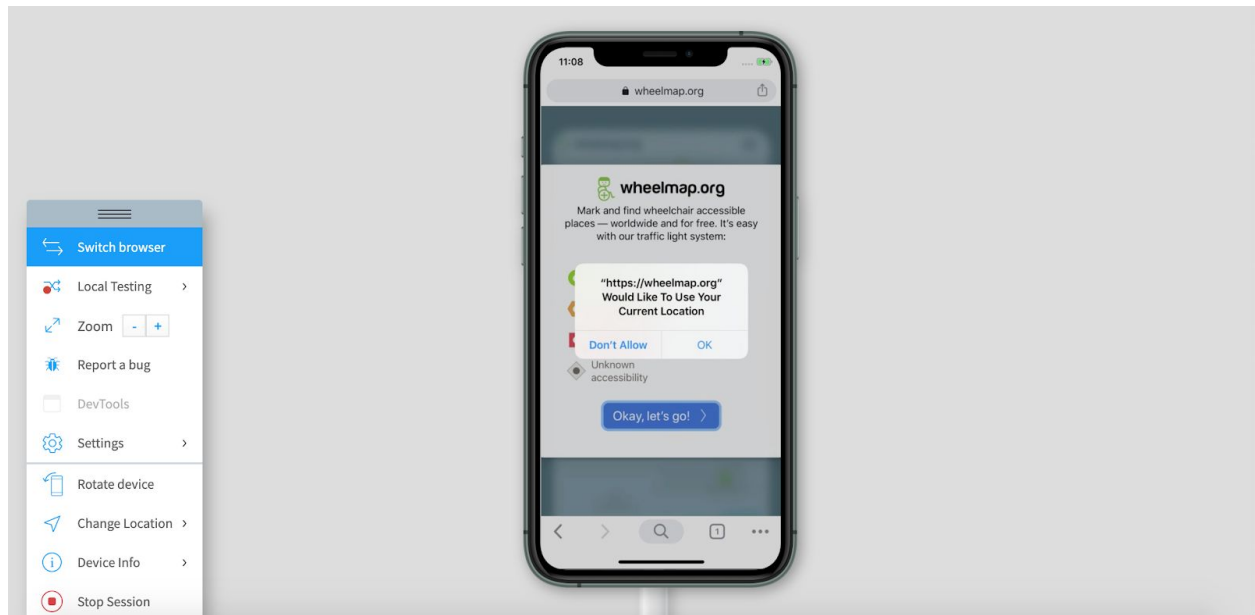 Switch browser
Local Testing
Zoom - +
Report a bug
DevTools
Settings
Rotate device
Change Location
Device Info
Stop Session
11:08
wheelmap.org
wheelmap.org
Mark and find wheelchair accessible
places — worldwide and for free. It's easy
with our traffic light system:
“https://wheelmap.org”
Would Like To Use Your
Current Location
Don't Allow OK
Unknown
accessibility
Okay, let's go!
1